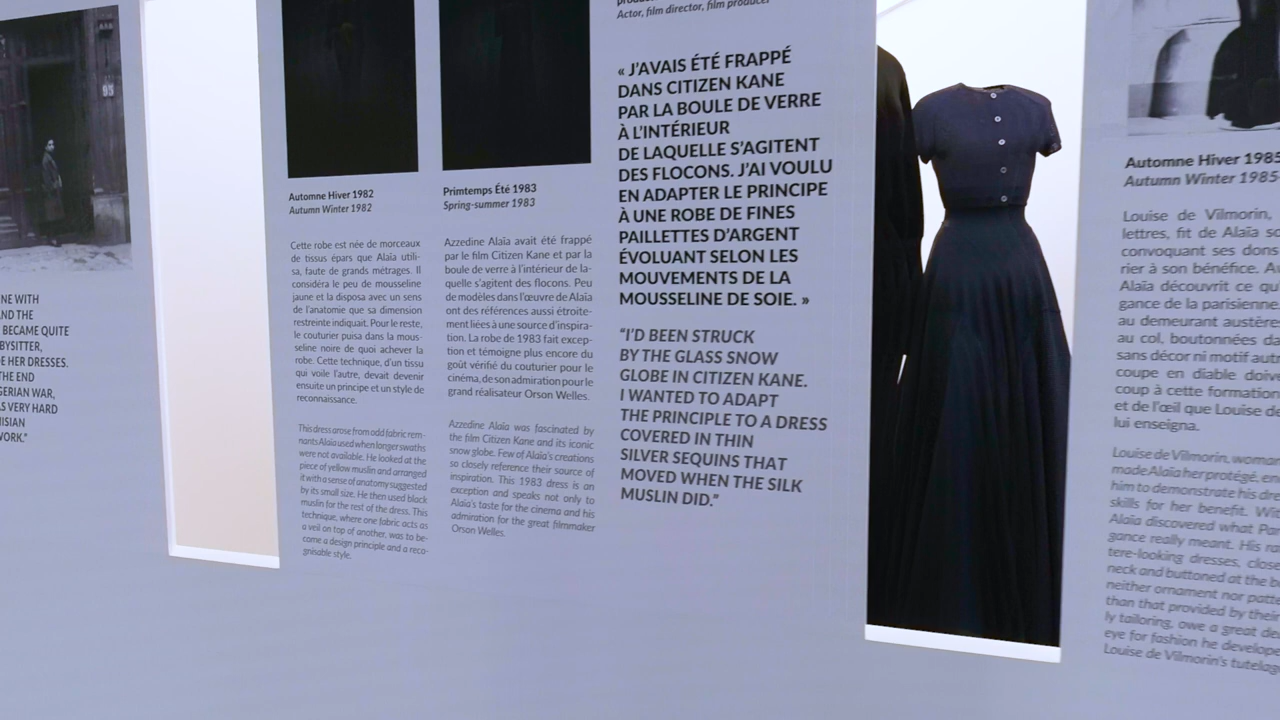 95
NE WITH
AND THE
BECAME QUITE
BYSITTER,
HER DRESSES.
THE END
GERIAN WAR,
S VERY HARD
NISIAN
WORK."
Automne Hiver 1982
Autumn Winter 1982
Cette robe est née de morceaux
de tissus épars que Alaïa utili-
sa, faute de grands métrages. Il
considéra le peu de mousseline
jaune et la disposa avec un sens
de l'anatomie que sa dimension
restreinte indiquait. Pour le reste,
le couturier puisa dans la mous-
seline noire de quoi achever la
robe. Cette technique, d'un tissu
qui voile l'autre, devait devenir
ensuite un principe et un style de
reconnaissance.
This dress arose from odd fabric rem-
nants Alaïa used when longer swaths
were not available. He looked at the
piece of yellow muslin and arranged
it with a sense of anatomy suggested
by its small size. He then used black
muslin for the rest of the dress. This
technique, where one fabric acts as
a veil on top of another, was to be-
come a design principle and a reco-
gnisable style.
Printemps Été 1983
Spring-summer 1983
Azzedine Alaïa avait été frappé
par le film Citizen Kane et par la
boule de verre à l'intérieur de la-
quelle s'agitent des flocons. Peu
de modèles dans l'œuvre de Alaïa
ont des références aussi étroite-
ment liées à une source d'inspira-
tion. La robe de 1983 fait excep-
tion et témoigne plus encore du
goût vérifié du couturier pour le
cinéma, de son admiration pour le
grand réalisateur Orson Welles.
Azzedine Alaïa was fascinated by
the film Citizen Kane and its iconic
snow globe. Few of Alaïa's creations
so closely reference their source of
inspiration. This 1983 dress is an
exception and speaks not only to
Alaïa's taste for the cinema and his
admiration for the great filmmaker
Orson Welles.
Actor, film director, film producer
« J'AVAIS ÉTÉ FRAPPÉ
DANS CITIZEN KANE
PAR LA BOULE DE VERRE
À L'INTÉRIEUR
DE LAQUELLE S'AGITENT
DES FLOCONS. J'AI VOULU
EN ADAPTER LE PRINCIPE
À UNE ROBE DE FINES
PAILLETTES D'ARGENT
ÉVOLUANT SELON LES
MOUVEMENTS DE LA
MOUSSELINE DE SOIE. »
"I'D BEEN STRUCK
BY THE GLASS SNOW
GLOBE IN CITIZEN KANE.
I WANTED TO ADAPT
THE PRINCIPLE TO A DRESS
COVERED IN THIN
SILVER SEQUINS THAT
MOVED WHEN THE SILK
MUSLIN DID."
Automne Hiver 1985
Autumn Winter 1985-
Louise de Vilmorin,
lettres, fit de Alaïa so
convoquant ses dons
rier à son bénéfice. Au
Alaïa découvrit ce qu
gance de la parisienne
au demeurant austère
au col, boutonnées da
sans décor ni motif autr
coupe en diable doive
coup à cette formation
et de l'œil que Louise d
lui enseigna.
Louise de Vilmorin, woman
made Alaïa her protégé, en
him to demonstrate his dre
skills for her benefit. Wit
Alaïa discovered what Par
gance really meant. His ra
tere-looking dresses, close
neck and buttoned at the b
neither ornament nor patte
than that provided by their
ly tailoring, owe a great de
eye for fashion he develope
Louise de Vilmorin's tutelag